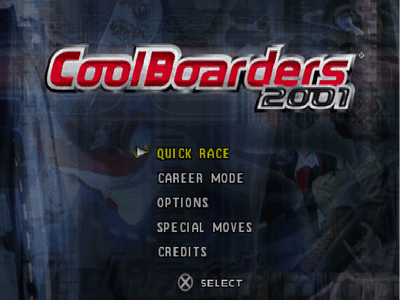 CoolBoarders
2001
QUICK RACE
CAREER MODE
OPTIONS
SPECIAL MOVES
CREDITS
SELECT